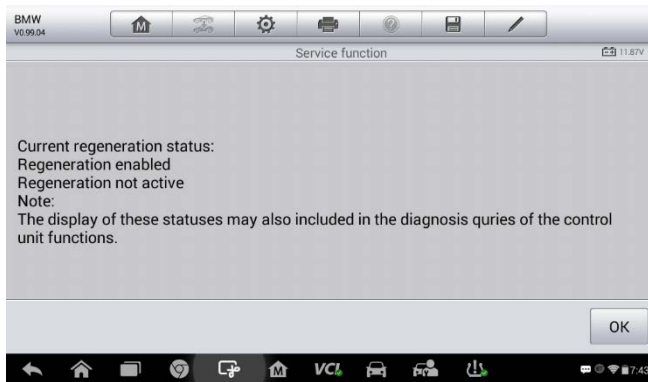 BMW
V0.99.04
M
Service function
11.87V
Current regeneration status:
Regeneration enabled
Regeneration not active
Note:
The display of these statuses may also included in the diagnosis quries of the control
unit functions.
OK
M
VCI
7:43